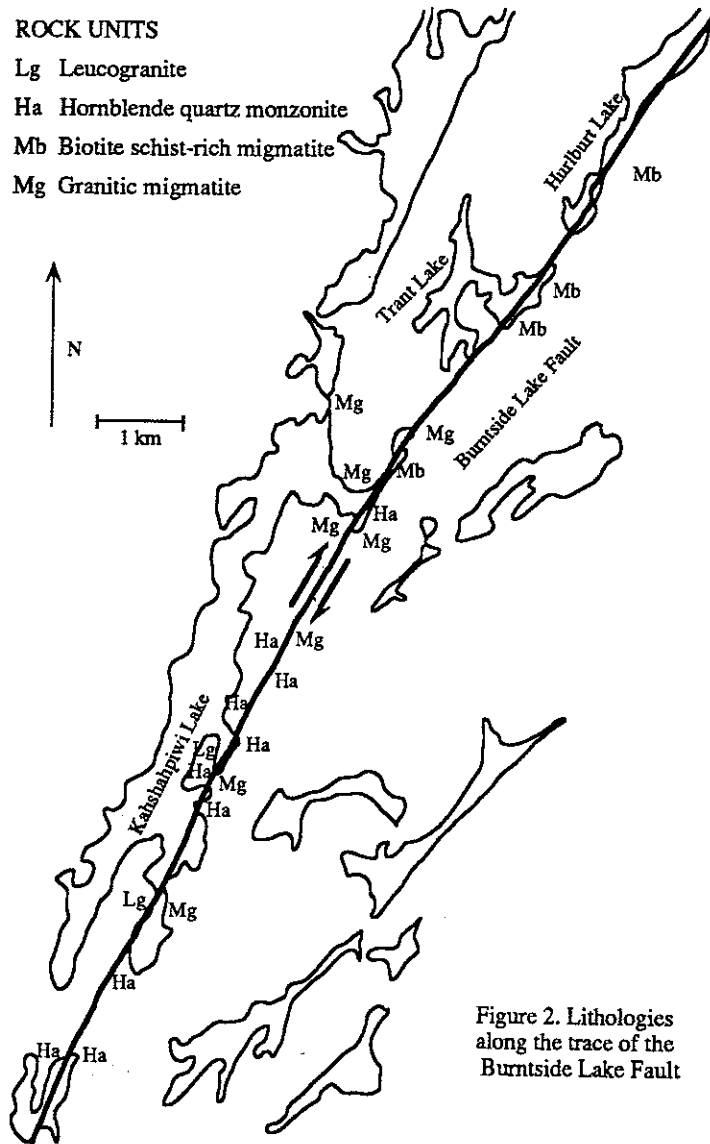 ROCK UNITS
Lg Leucogranite
Ha Hornblende quartz monzonite
Mb Biotite schist-rich migmatite
Mg Granitic migmatite
N
1 km
Hurlburt Lake
Mb
Trant Lake
Mb
Mb
Burntside Lake Fault
Mg
Mg
Mg
Mb
Ha
Mg
Mg
Ha
Mg
Ha
Ha
Kahshahpiwi Lake
Ha
Lg
Ha
Mg
Ha
Lg
Mg
Ha
Ha
Ha
Figure 2. Lithologies
along the trace of the
Burntside Lake Fault